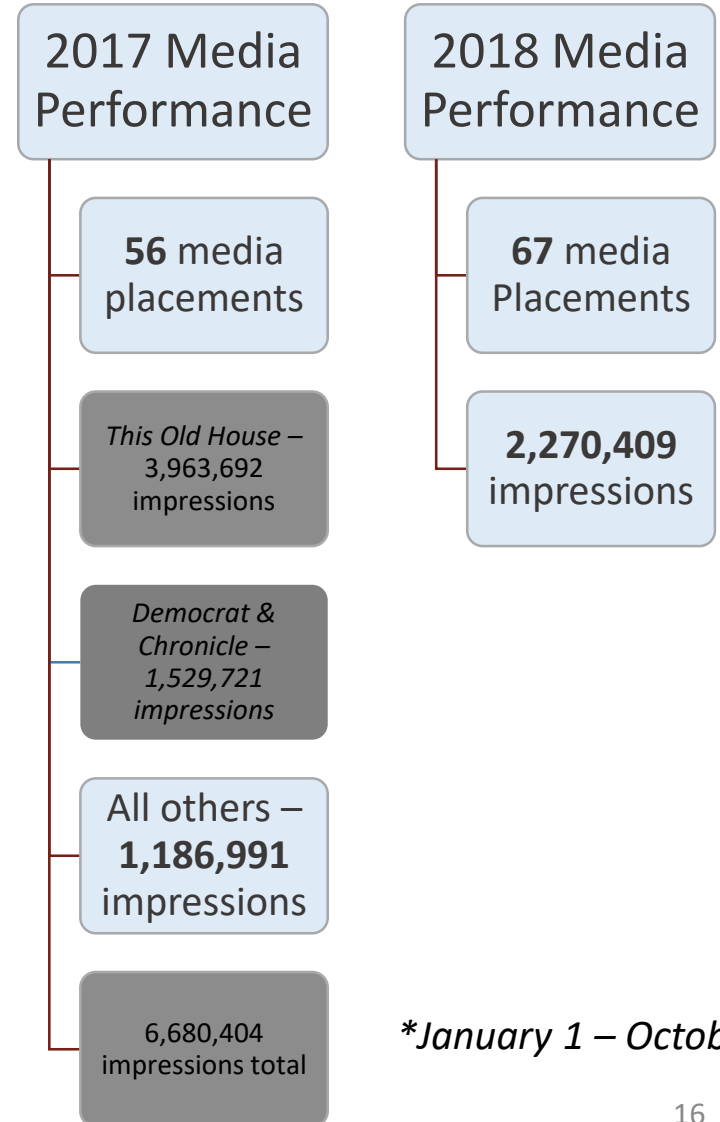 2017 Media
Performance
56 media
placements
This Old House –
3,963,692
impressions
Democrat &
Chronicle –
1,529,721
impressions
All others –
1,186,991
impressions
6,680,404
impressions total
2018 Media
Performance
67 media
Placements
2,270,409
impressions
*January 1 –
16